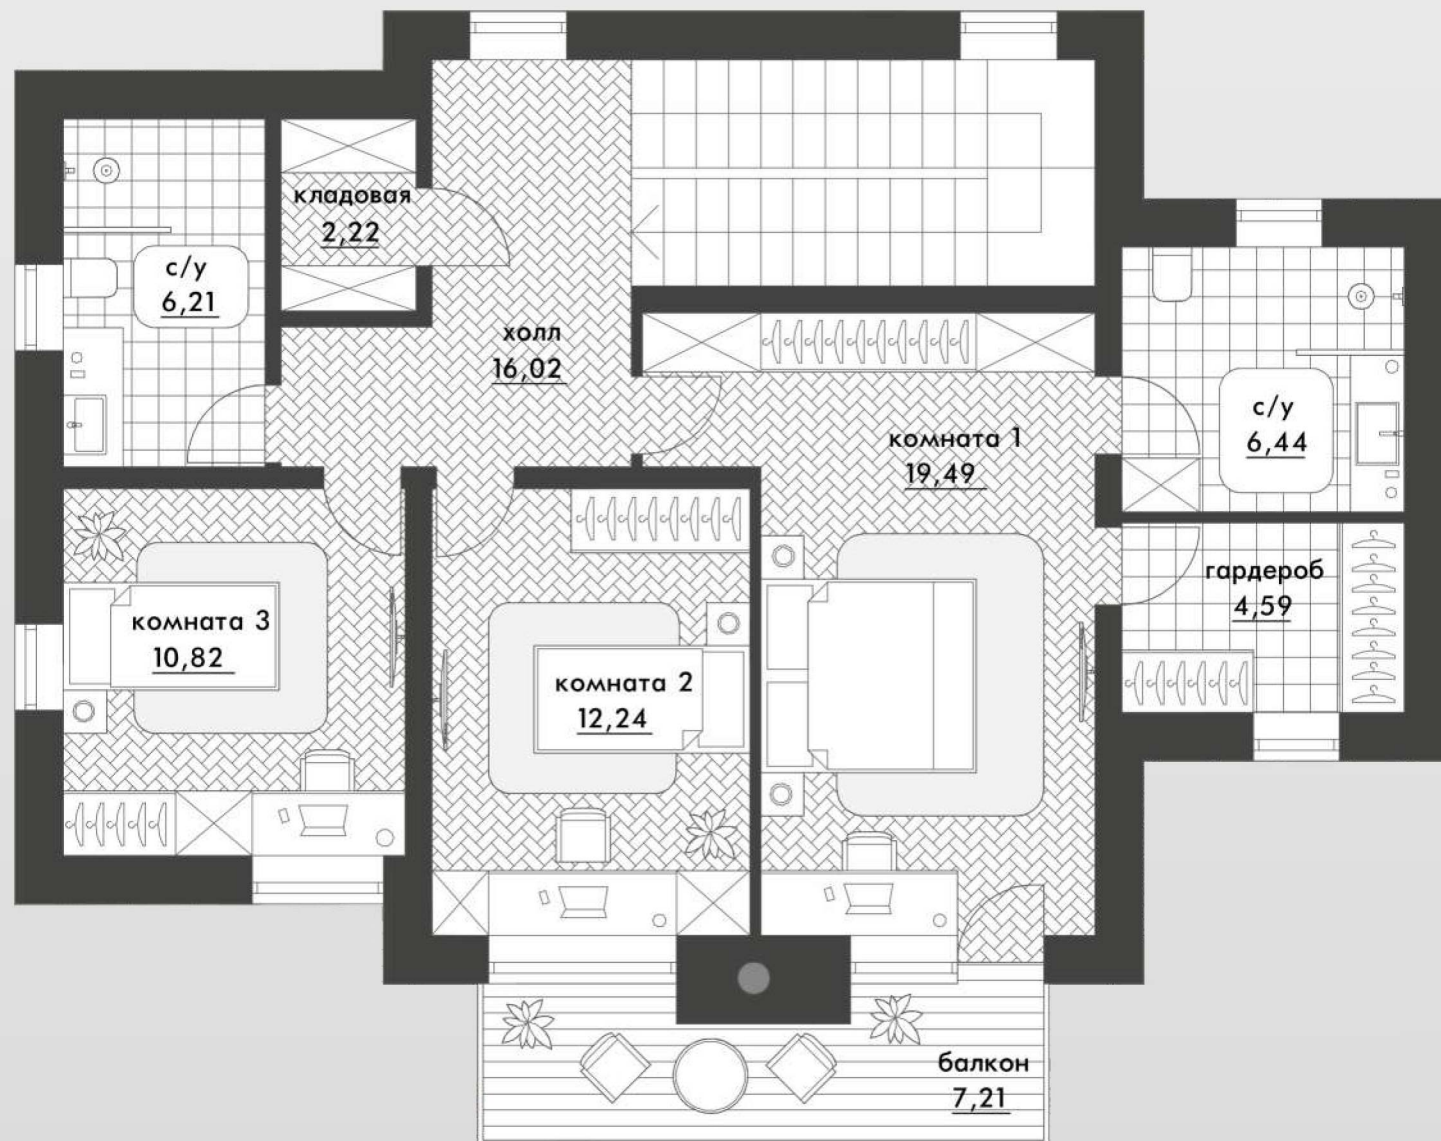 кладовая
2,22
с/у
6,21
холл
16,02
комната 1
19,49
с/у
6,44
гардероб
4,59
комната 3
10,82
комната 2
12,24
балкон
7,21